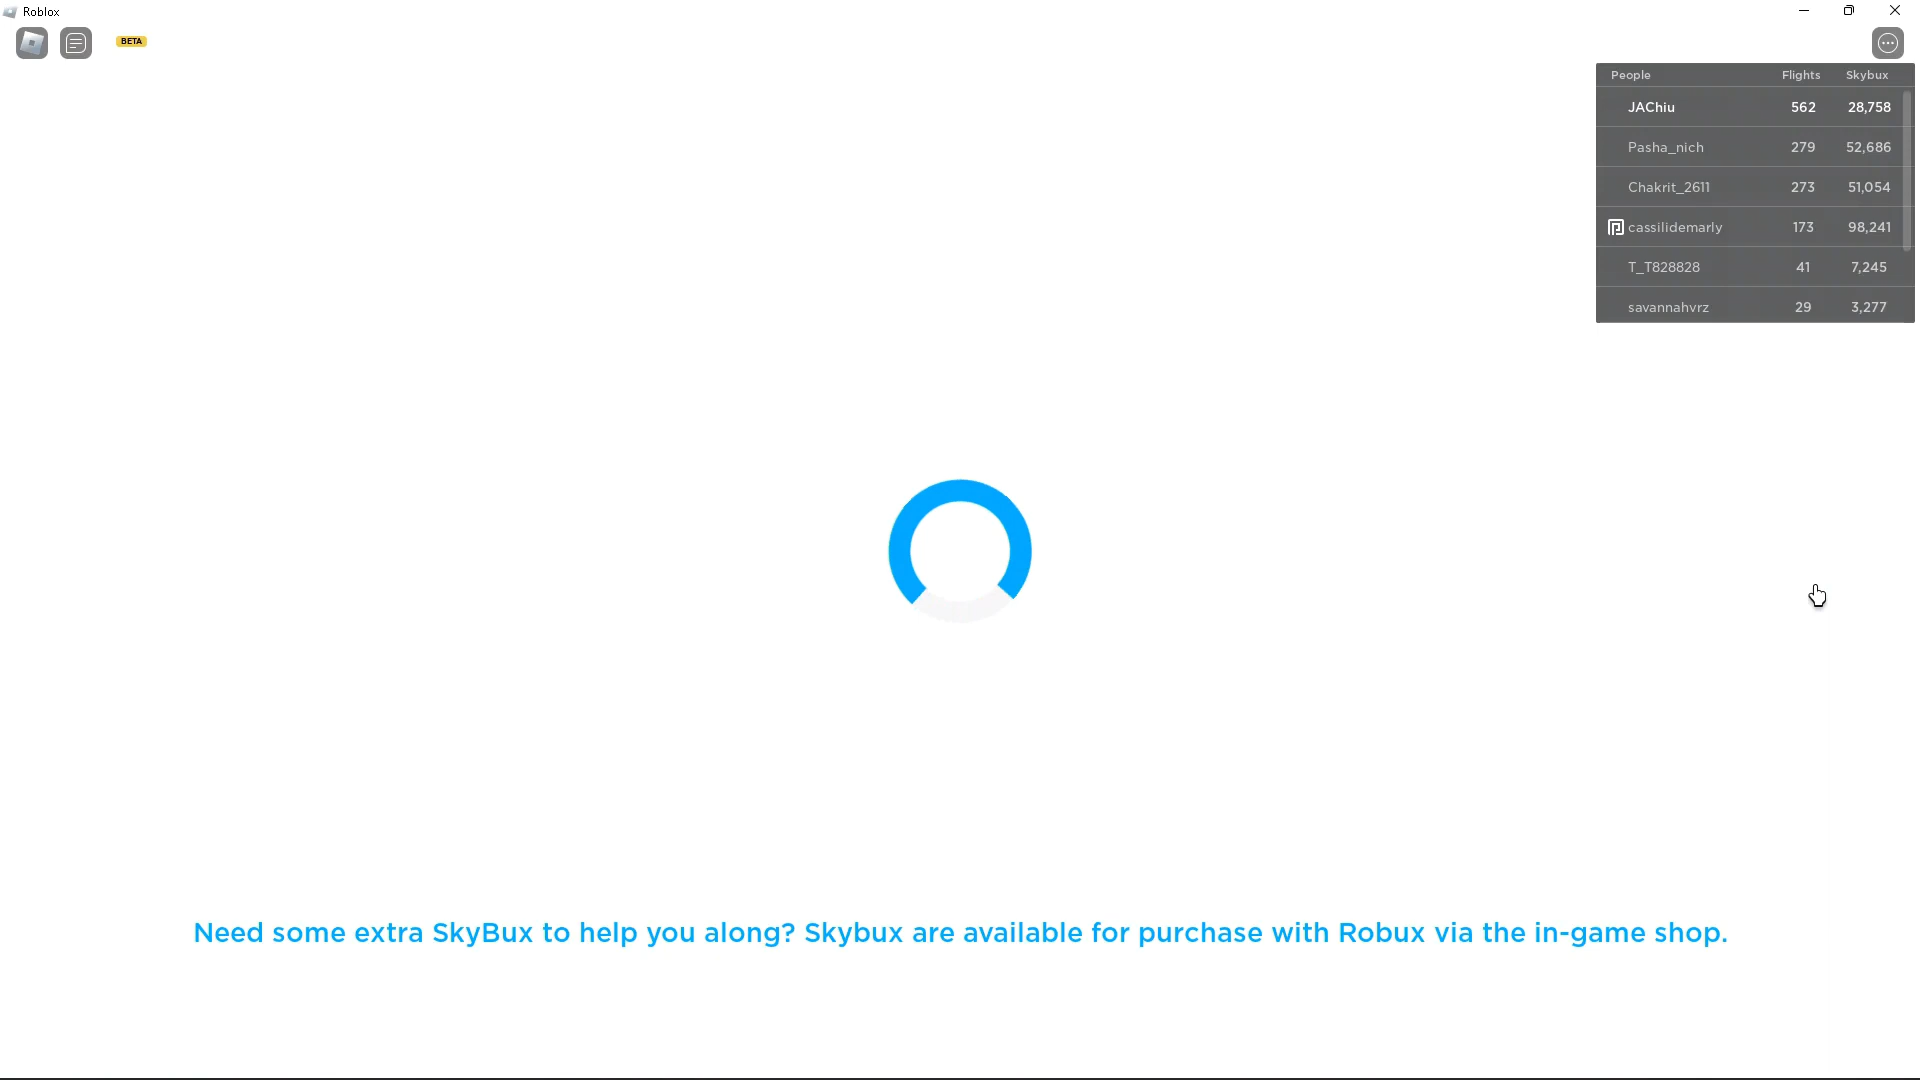 Roblox
BETA
People Flights Skybux
JAChiu 562 28,758
Pasha_nich 279 52,686
Chakrit_2611 273 51,054
cassilidemarly 173 98,241
T_T828828 41 7,245
savannahvrz 29 3,277
Need some extra SkyBux to help you along? Skybux are available for purchase with Robux via the in-game shop.